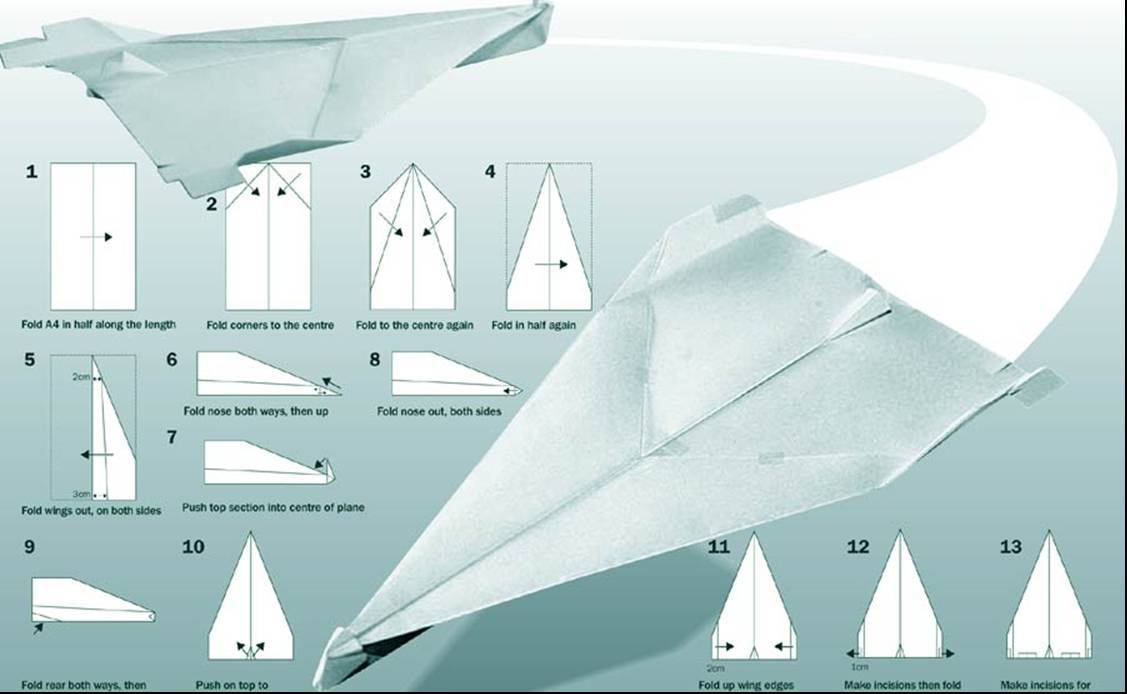 1
Fold A4 in half along the length
2
Fold corners to the centre
3
Fold to the centre again
4
Fold in half again
5
2cm
3cm
Fold wings out, on both sides
6
Fold nose both ways, then up
7
Push top section into centre of plane
8
Fold nose out, both sides
9
Fold rear both ways, then
10
Push on top to
11
2cm
Fold up wing edges
12
1cm
Make incisions then fold
13
Make incisions for